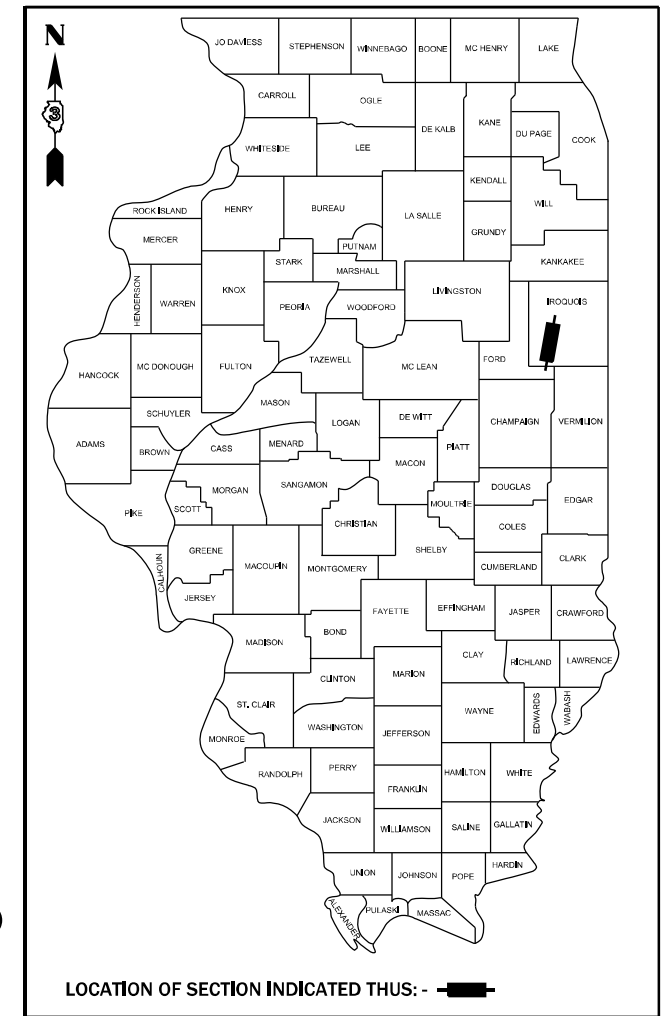 N
3
JO DAVIESS
STEPHENSON
WINNEBAGO
BOONE
MC HENRY
LAKE
CARROLL
OGLE
DE KALB
KANE
DU PAGE
COOK
WHITESIDE
LEE
KENDALL
WILL
ROCK ISLAND
HENRY
BUREAU
LA SALLE
GRUNDY
MERCER
PUTNAM
KANKAKEE
STARK
MARSHALL
HENDERSON
WARREN
KNOX
PEORIA
WOODFORD
LIVINGSTON
IROQUOIS
HANCOCK
MC DONOUGH
FULTON
TAZEWELL
MC LEAN
FORD
MASON
SCHUYLER
LOGAN
DE WITT
CHAMPAIGN
VERMILION
ADAMS
BROWN
CASS
MENARD
MACON
PIATT
MORGAN
SANGAMON
MOULTRIE
DOUGLAS
EDGAR
PIKE
SCOTT
CHRISTIAN
COLES
GREENE
SHELBY
CALHOUN
MACOUPIN
MONTGOMERY
CUMBERLAND
CLARK
JERSEY
FAYETTE
EFFINGHAM
JASPER
CRAWFORD
MADISON
BOND
CLAY
RICHLAND
LAWRENCE
CLINTON
MARION
ST. CLAIR
WAYNE
EDWARDS
WABASH
WASHINGTON
JEFFERSON
MONROE
RANDOLPH
PERRY
HAMILTON
WHITE
FRANKLIN
JACKSON
WILLIAMSON
SALINE
GALLATIN
UNION
JOHNSON
POPE
HARDIN
ALEXANDER
PULASKI
MASSAC
)
LOCATION OF SECTION INDICATED THUS: -